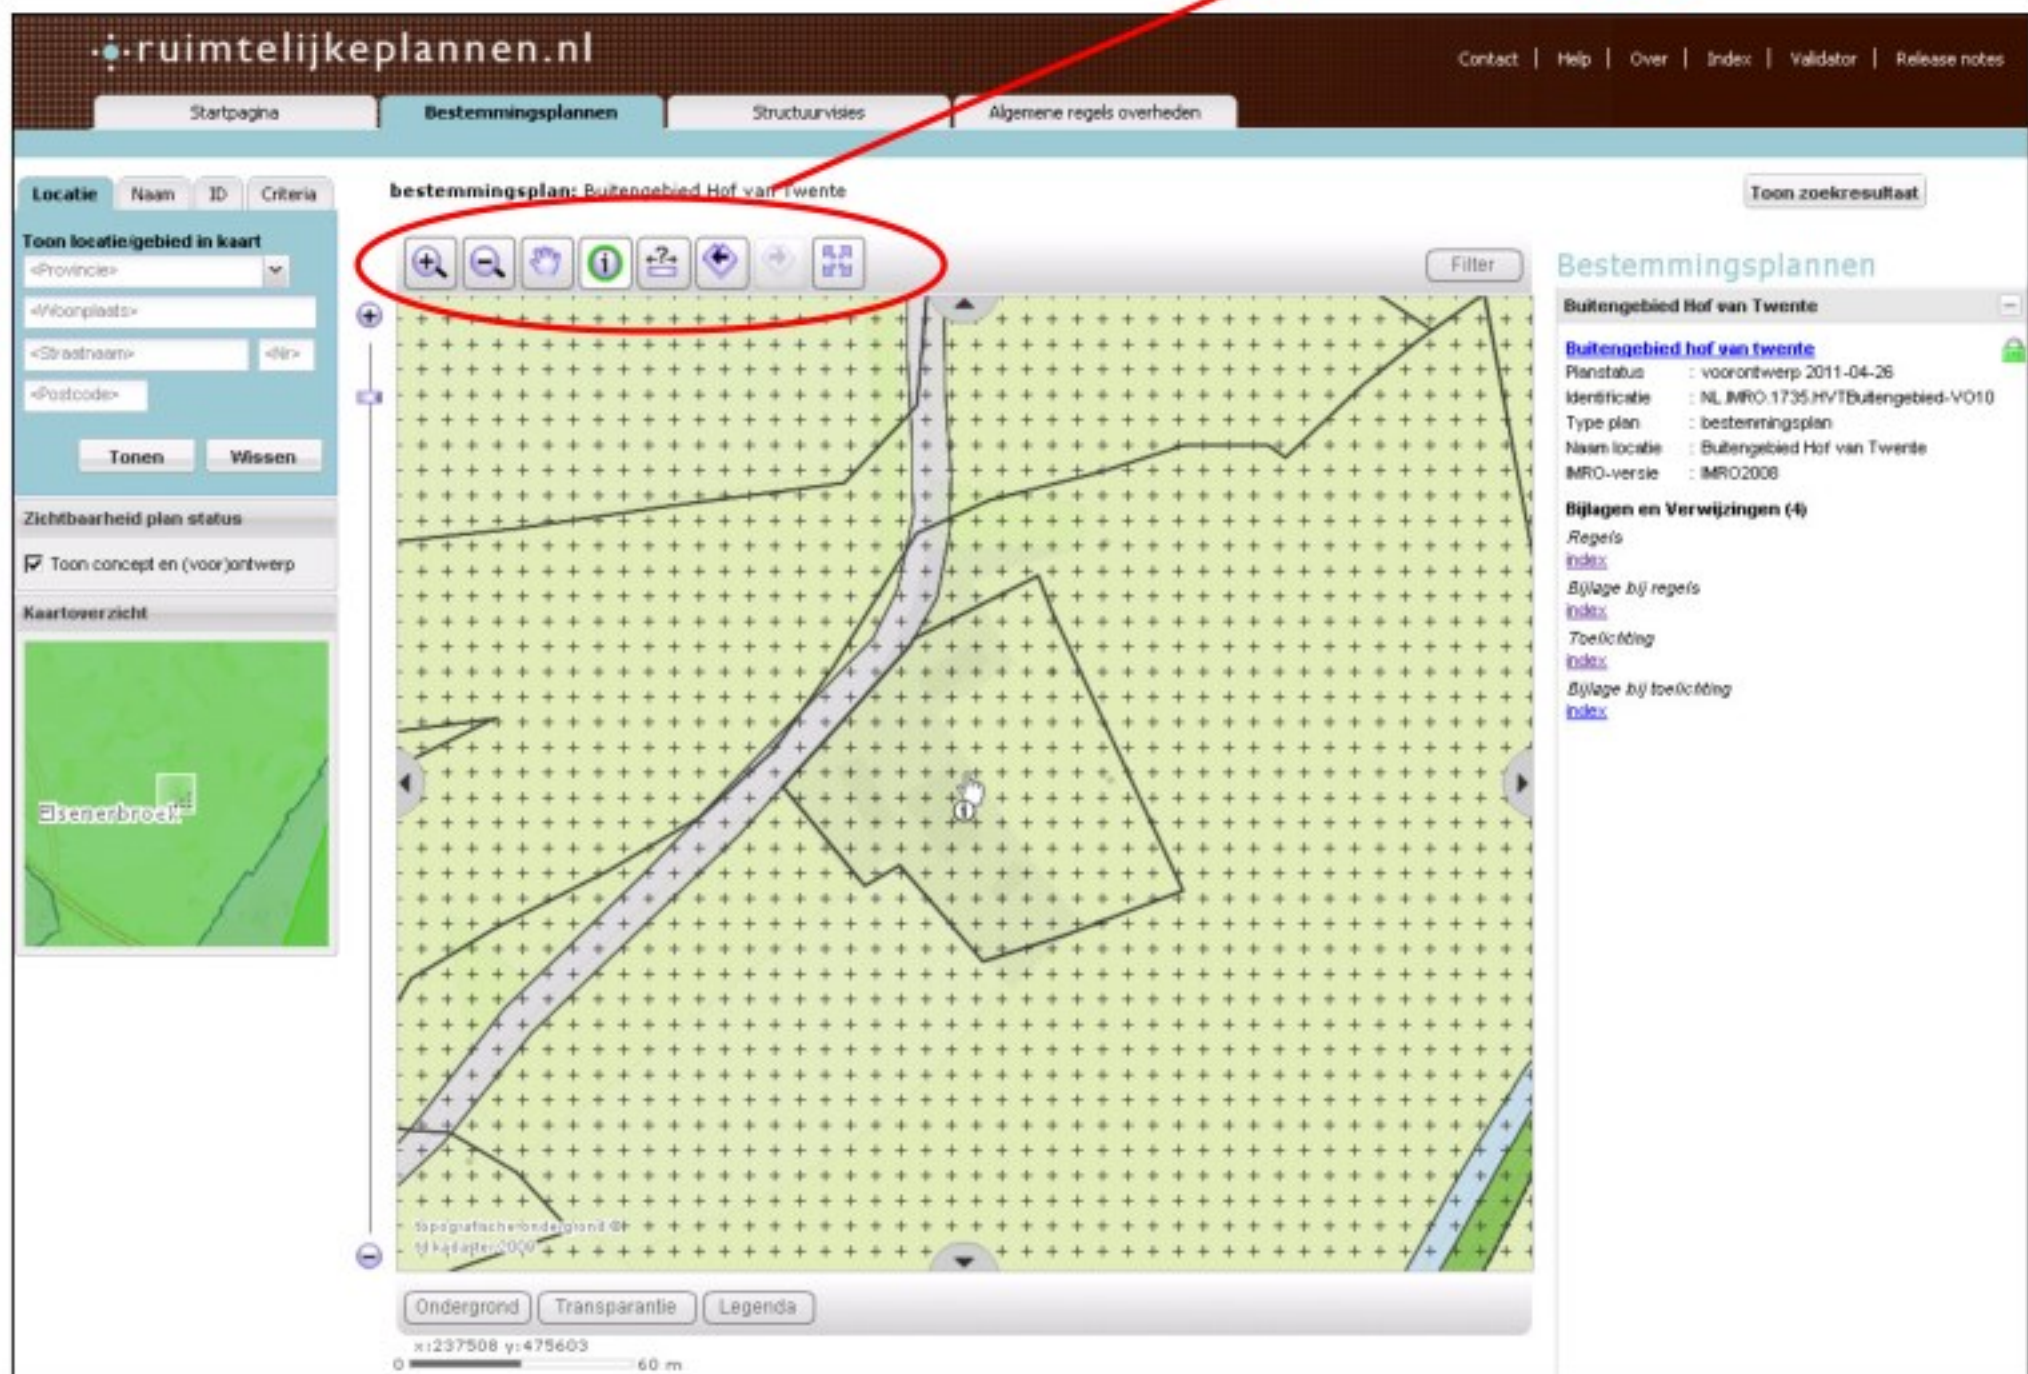 ruimtelijkeplannen.nl
Contact | Help | Over | Index | Validator | Release notes
Startpagina
Bestemmingsplannen
Structuurvisies
Algemene regels overheden
Locatie
Naam
ID
Criteria
Toon locatie/gebied in kaart
<Provincie>
<Woonplaats>
<Straatnaam>
<Nr>
<Postcode>
Tonen
Wissen
Zichtbaarheid plan status
Toon concept en (voor)ontwerp
Kaartoverzicht
Elsenerbroek
bestemmingsplan: Buitengebied Hof van Twente
Filter
topografische ondergrond ©
td kadaster 2009
Ondergrond
Transparantie
Legenda
x:237508 y:475603
0 60 m
Toon zoekresultaat
Bestemmingsplannen
Buitengebied Hof van Twente
Buitengebied hof van twente
Planstatus : voorontwerp 2011-04-26
Identificatie : NL.IMRO.1735.HVTBuitengebied-VO10
Type plan : bestemmingsplan
Naam locatie : Buitengebied Hof van Twente
IMRO-versie : IMRO2008
Bijlagen en Verwijzingen (4)
Regels
index
Bijlage bij regels
index
Toelichting
index
Bijlage bij toelichting
index